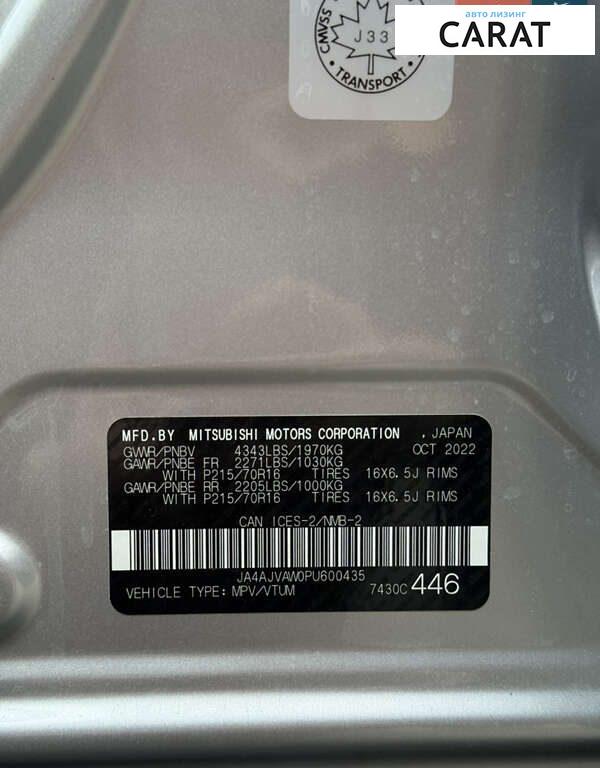 авто лизинг
CARAT
CMVSS
J33
• TRANSPORT •
MFD.BY MITSUBISHI MOTORS CORPORATION , JAPAN
GVWR/PNBV 4343LBS/1970KG OCT 2022
GAWR/PNBE FR 2271LBS/1030KG
WITH P215/70R16 TIRES 16X6.5J RIMS
GAWR/PNBE RR 2205LBS/1000KG
WITH P215/70R16 TIRES 16X6.5J RIMS
CAN ICES-2/NMB-2
JA4AJVAW0PU600435
VEHICLE TYPE: MPV/VTUM 7430C 446